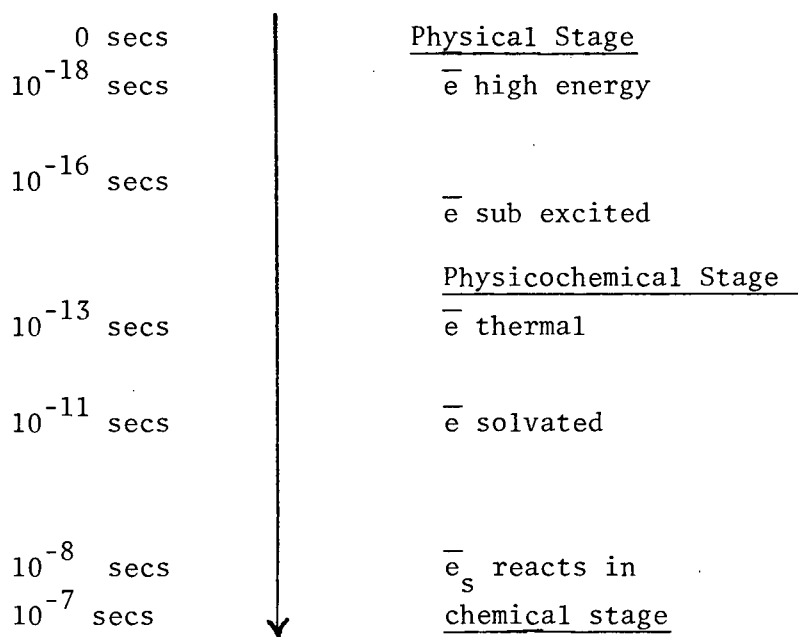 0 secs Physical Stage
10⁻¹⁸ secs e̅ high energy
10⁻¹⁶ secs
e̅ sub excited
Physicochemical Stage
10⁻¹³ secs e̅ thermal
10⁻¹¹ secs e̅ solvated
10⁻⁸ secs e̅ₛ reacts in
10⁻⁷ secs chemical stage